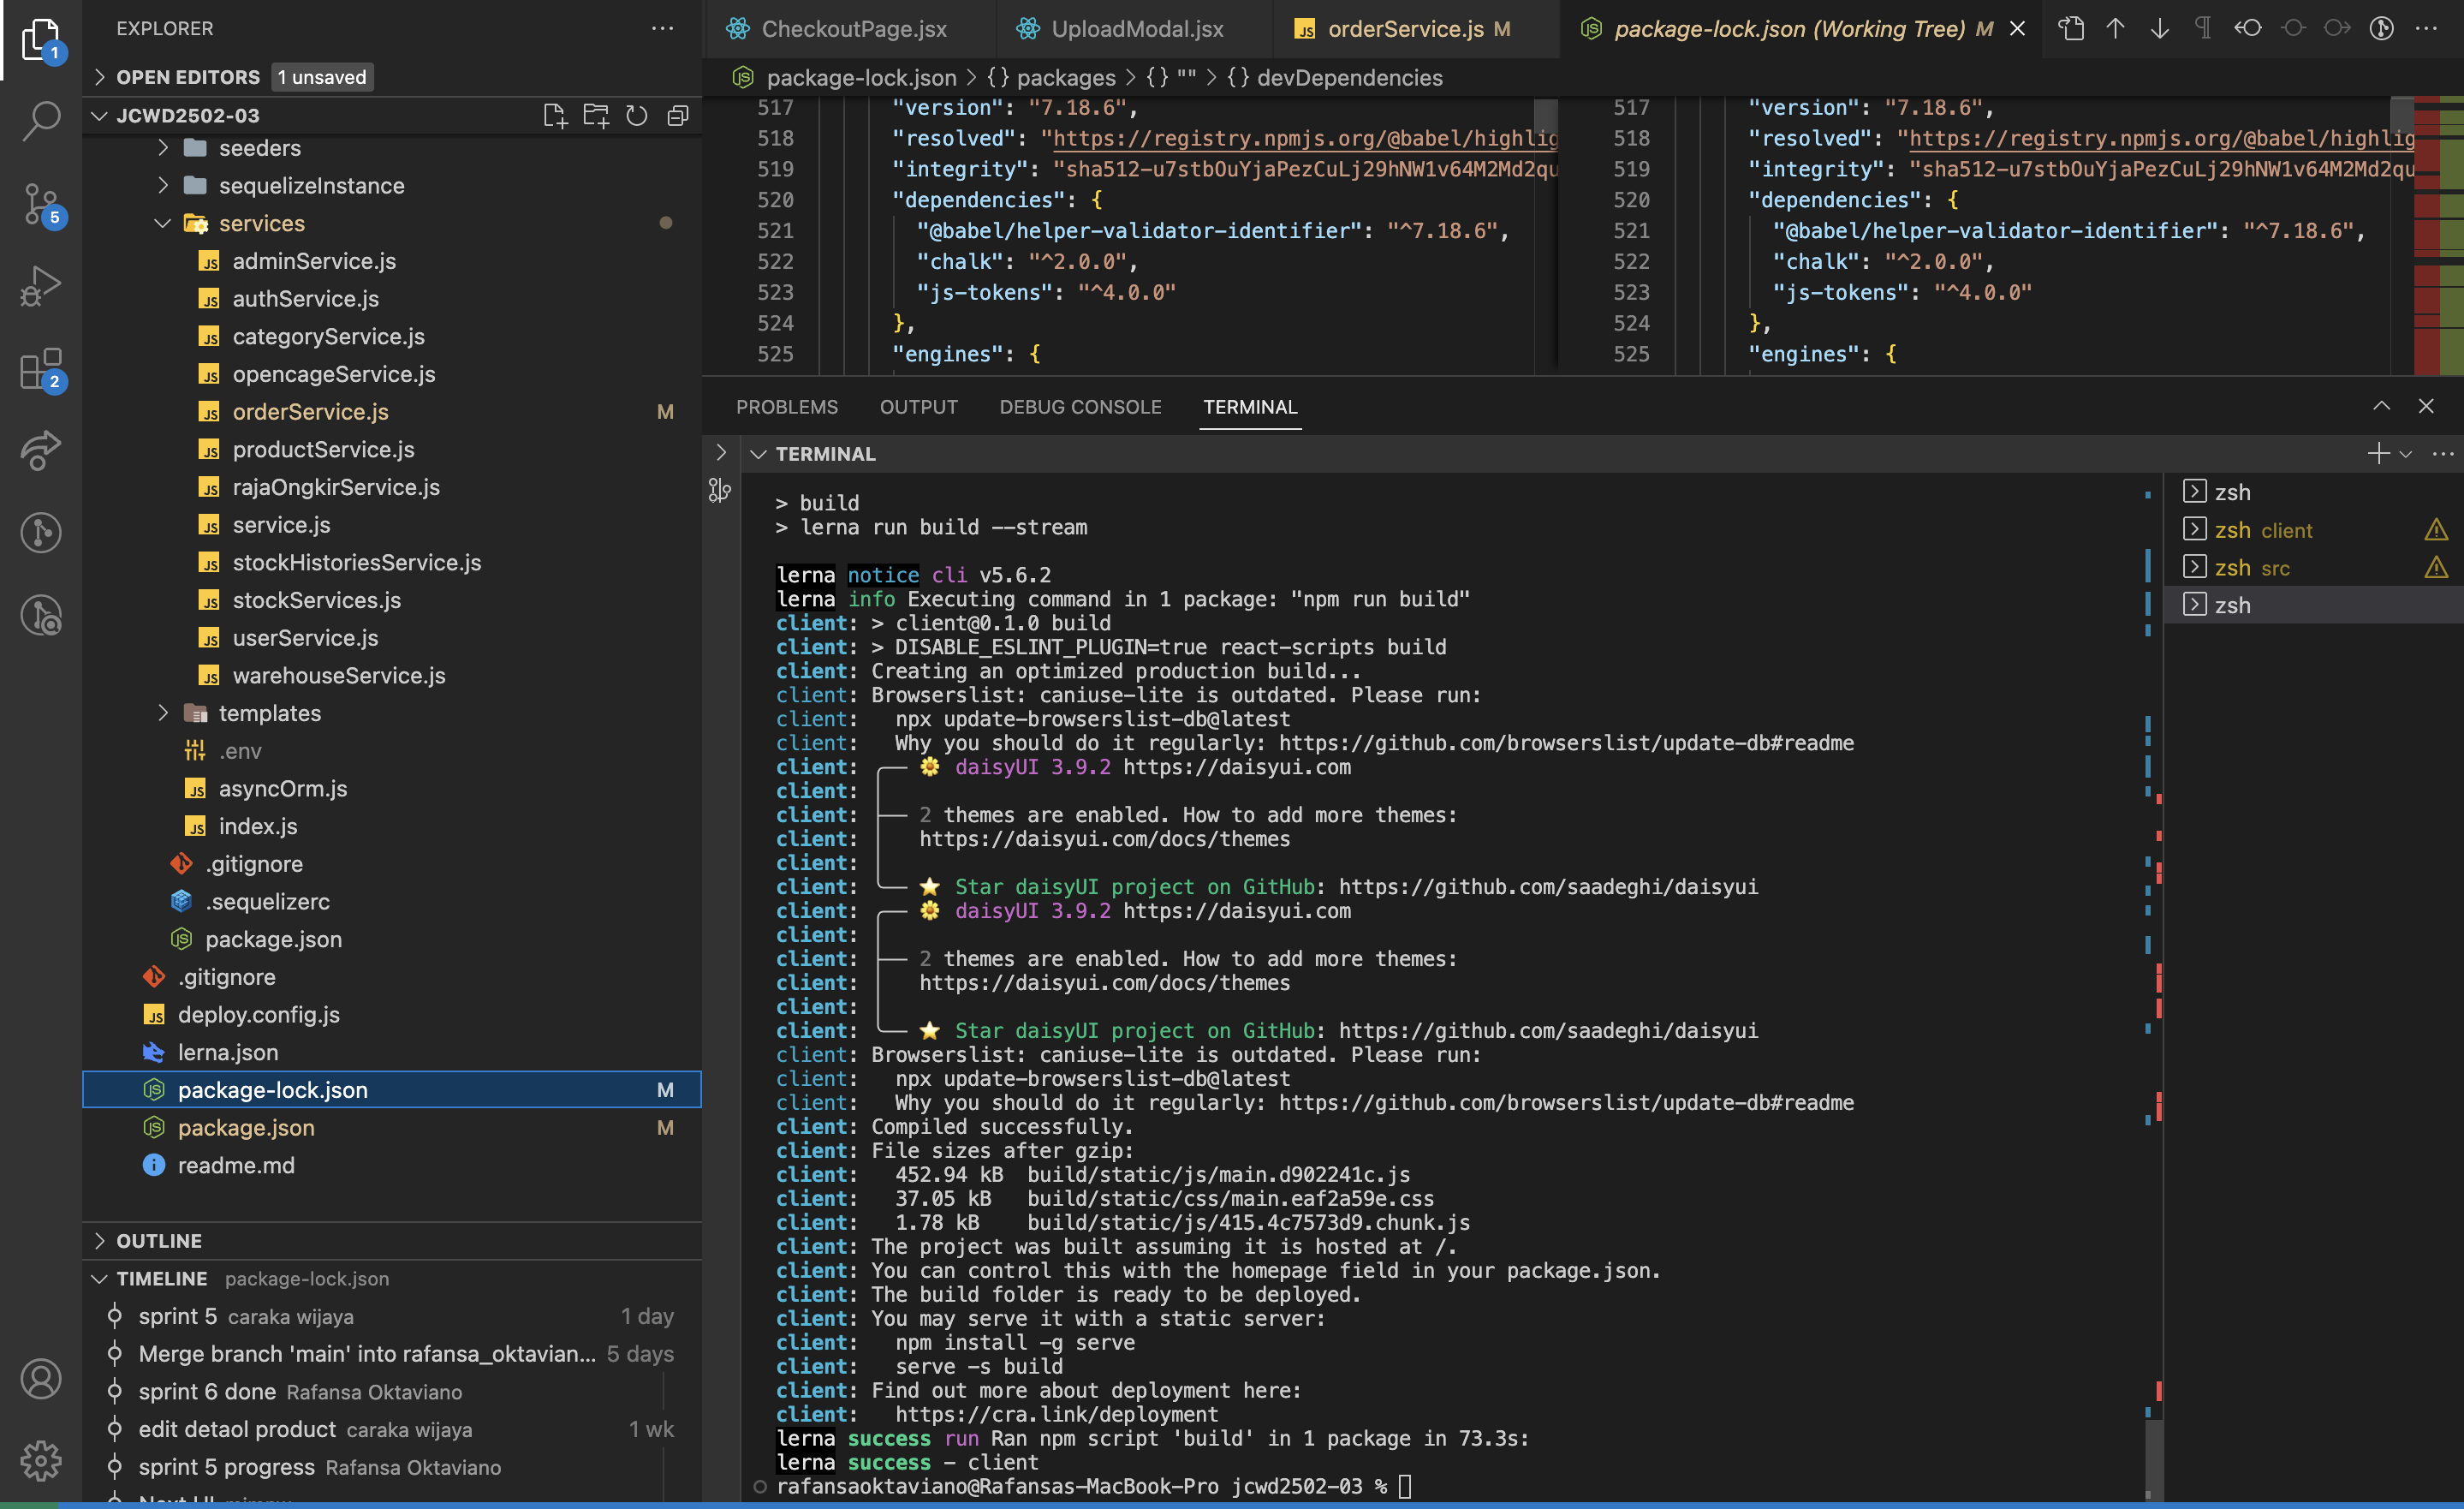 EXPLORER
OPEN EDITORS 1 unsaved
JCWD2502-03
seeders
sequelizeInstance
services
adminService.js
authService.js
categoryService.js
opencageService.js
orderService.js M
productService.js
rajaOngkirService.js
service.js
stockHistoriesService.js
stockServices.js
userService.js
warehouseService.js
templates
.env
asyncOrm.js
index.js
.gitignore
.sequelizerc
package.json
.gitignore
deploy.config.js
lerna.json
package-lock.json M
package.json M
readme.md
OUTLINE
TIMELINE package-lock.json
sprint 5 caraka wijaya 1 day
Merge branch 'main' into rafansa_oktavian... 5 days
sprint 6 done Rafansa Oktaviano
edit detaol product caraka wijaya 1 wk
sprint 5 progress Rafansa Oktaviano
1
5
2
CheckoutPage.jsx
UploadModal.jsx
orderService.js M
package-lock.json (Working Tree) M
package-lock.json > {} packages > {} "" > {} devDependencies
517 "version": "7.18.6",
518 "resolved": "https://registry.npmjs.org/@babel/highlig
519 "integrity": "sha512-u7stbOuYjaPezCuLj29hNW1v64M2Md2qu
520 "dependencies": {
521 "@babel/helper-validator-identifier": "^7.18.6",
522 "chalk": "^2.0.0",
523 "js-tokens": "^4.0.0"
524 },
525 "engines": {
517 "version": "7.18.6",
518 "resolved": "https://registry.npmjs.org/@babel/highlig
519 "integrity": "sha512-u7stbOuYjaPezCuLj29hNW1v64M2Md2qu
520 "dependencies": {
521 "@babel/helper-validator-identifier": "^7.18.6",
522 "chalk": "^2.0.0",
523 "js-tokens": "^4.0.0"
524 },
525 "engines": {
PROBLEMS OUTPUT DEBUG CONSOLE TERMINAL
TERMINAL
> build
> lerna run build --stream
lerna notice cli v5.6.2
lerna info Executing command in 1 package: "npm run build"
client: > client@0.1.0 build
client: > DISABLE_ESLINT_PLUGIN=true react-scripts build
client: Creating an optimized production build...
client: Browserslist: caniuse-lite is outdated. Please run:
client: npx update-browserslist-db@latest
client: Why you should do it regularly: https://github.com/browserslist/update-db#readme
client: 🌼 daisyUI 3.9.2 https://daisyui.com
client:
client: 2 themes are enabled. How to add more themes:
client: https://daisyui.com/docs/themes
client:
client: ⭐ Star daisyUI project on GitHub: https://github.com/saadeghi/daisyui
client: 🌼 daisyUI 3.9.2 https://daisyui.com
client:
client: 2 themes are enabled. How to add more themes:
client: https://daisyui.com/docs/themes
client:
client: ⭐ Star daisyUI project on GitHub: https://github.com/saadeghi/daisyui
client: Browserslist: caniuse-lite is outdated. Please run:
client: npx update-browserslist-db@latest
client: Why you should do it regularly: https://github.com/browserslist/update-db#readme
client: Compiled successfully.
client: File sizes after gzip:
client: 452.94 kB build/static/js/main.d902241c.js
client: 37.05 kB build/static/css/main.eaf2a59e.css
client: 1.78 kB build/static/js/415.4c7573d9.chunk.js
client: The project was built assuming it is hosted at /.
client: You can control this with the homepage field in your package.json.
client: The build folder is ready to be deployed.
client: You may serve it with a static server:
client: npm install -g serve
client: serve -s build
client: Find out more about deployment here:
client: https://cra.link/deployment
lerna success run Ran npm script 'build' in 1 package in 73.3s:
lerna success - client
rafansaoktaviano@Rafansas-MacBook-Pro jcwd2502-03 %
zsh
zsh client
zsh src
zsh